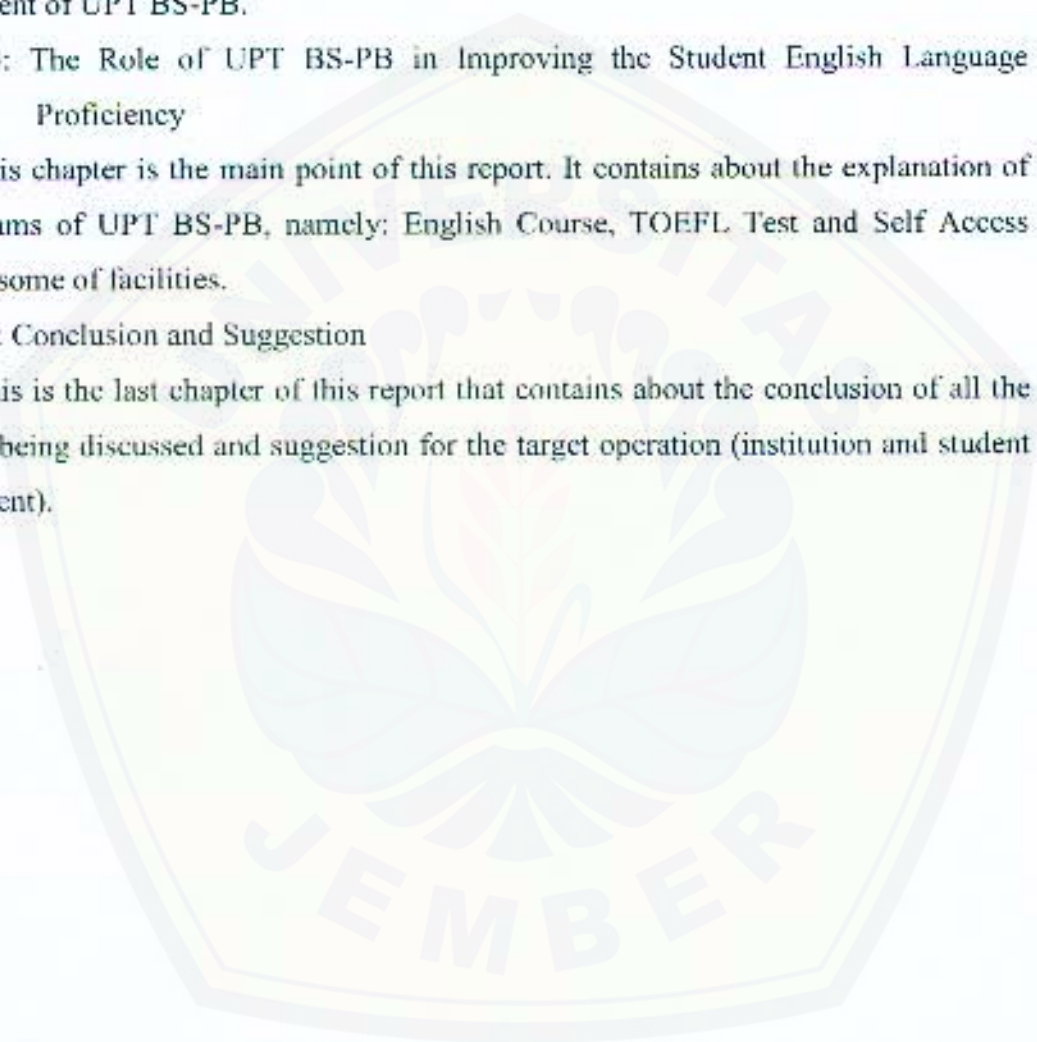 ent of UPT BS-PB.
: The Role of UPT BS-PB in Improving the Student English Language
Proficiency
is chapter is the main point of this report. It contains about the explanation of
ams of UPT BS-PB, namely: English Course, TOEFL Test and Self Access
some of facilities.
: Conclusion and Suggestion
is is the last chapter of this report that contains about the conclusion of all the
being discussed and suggestion for the target operation (institution and student
ent).
UNIVERSITAS
JEMBER